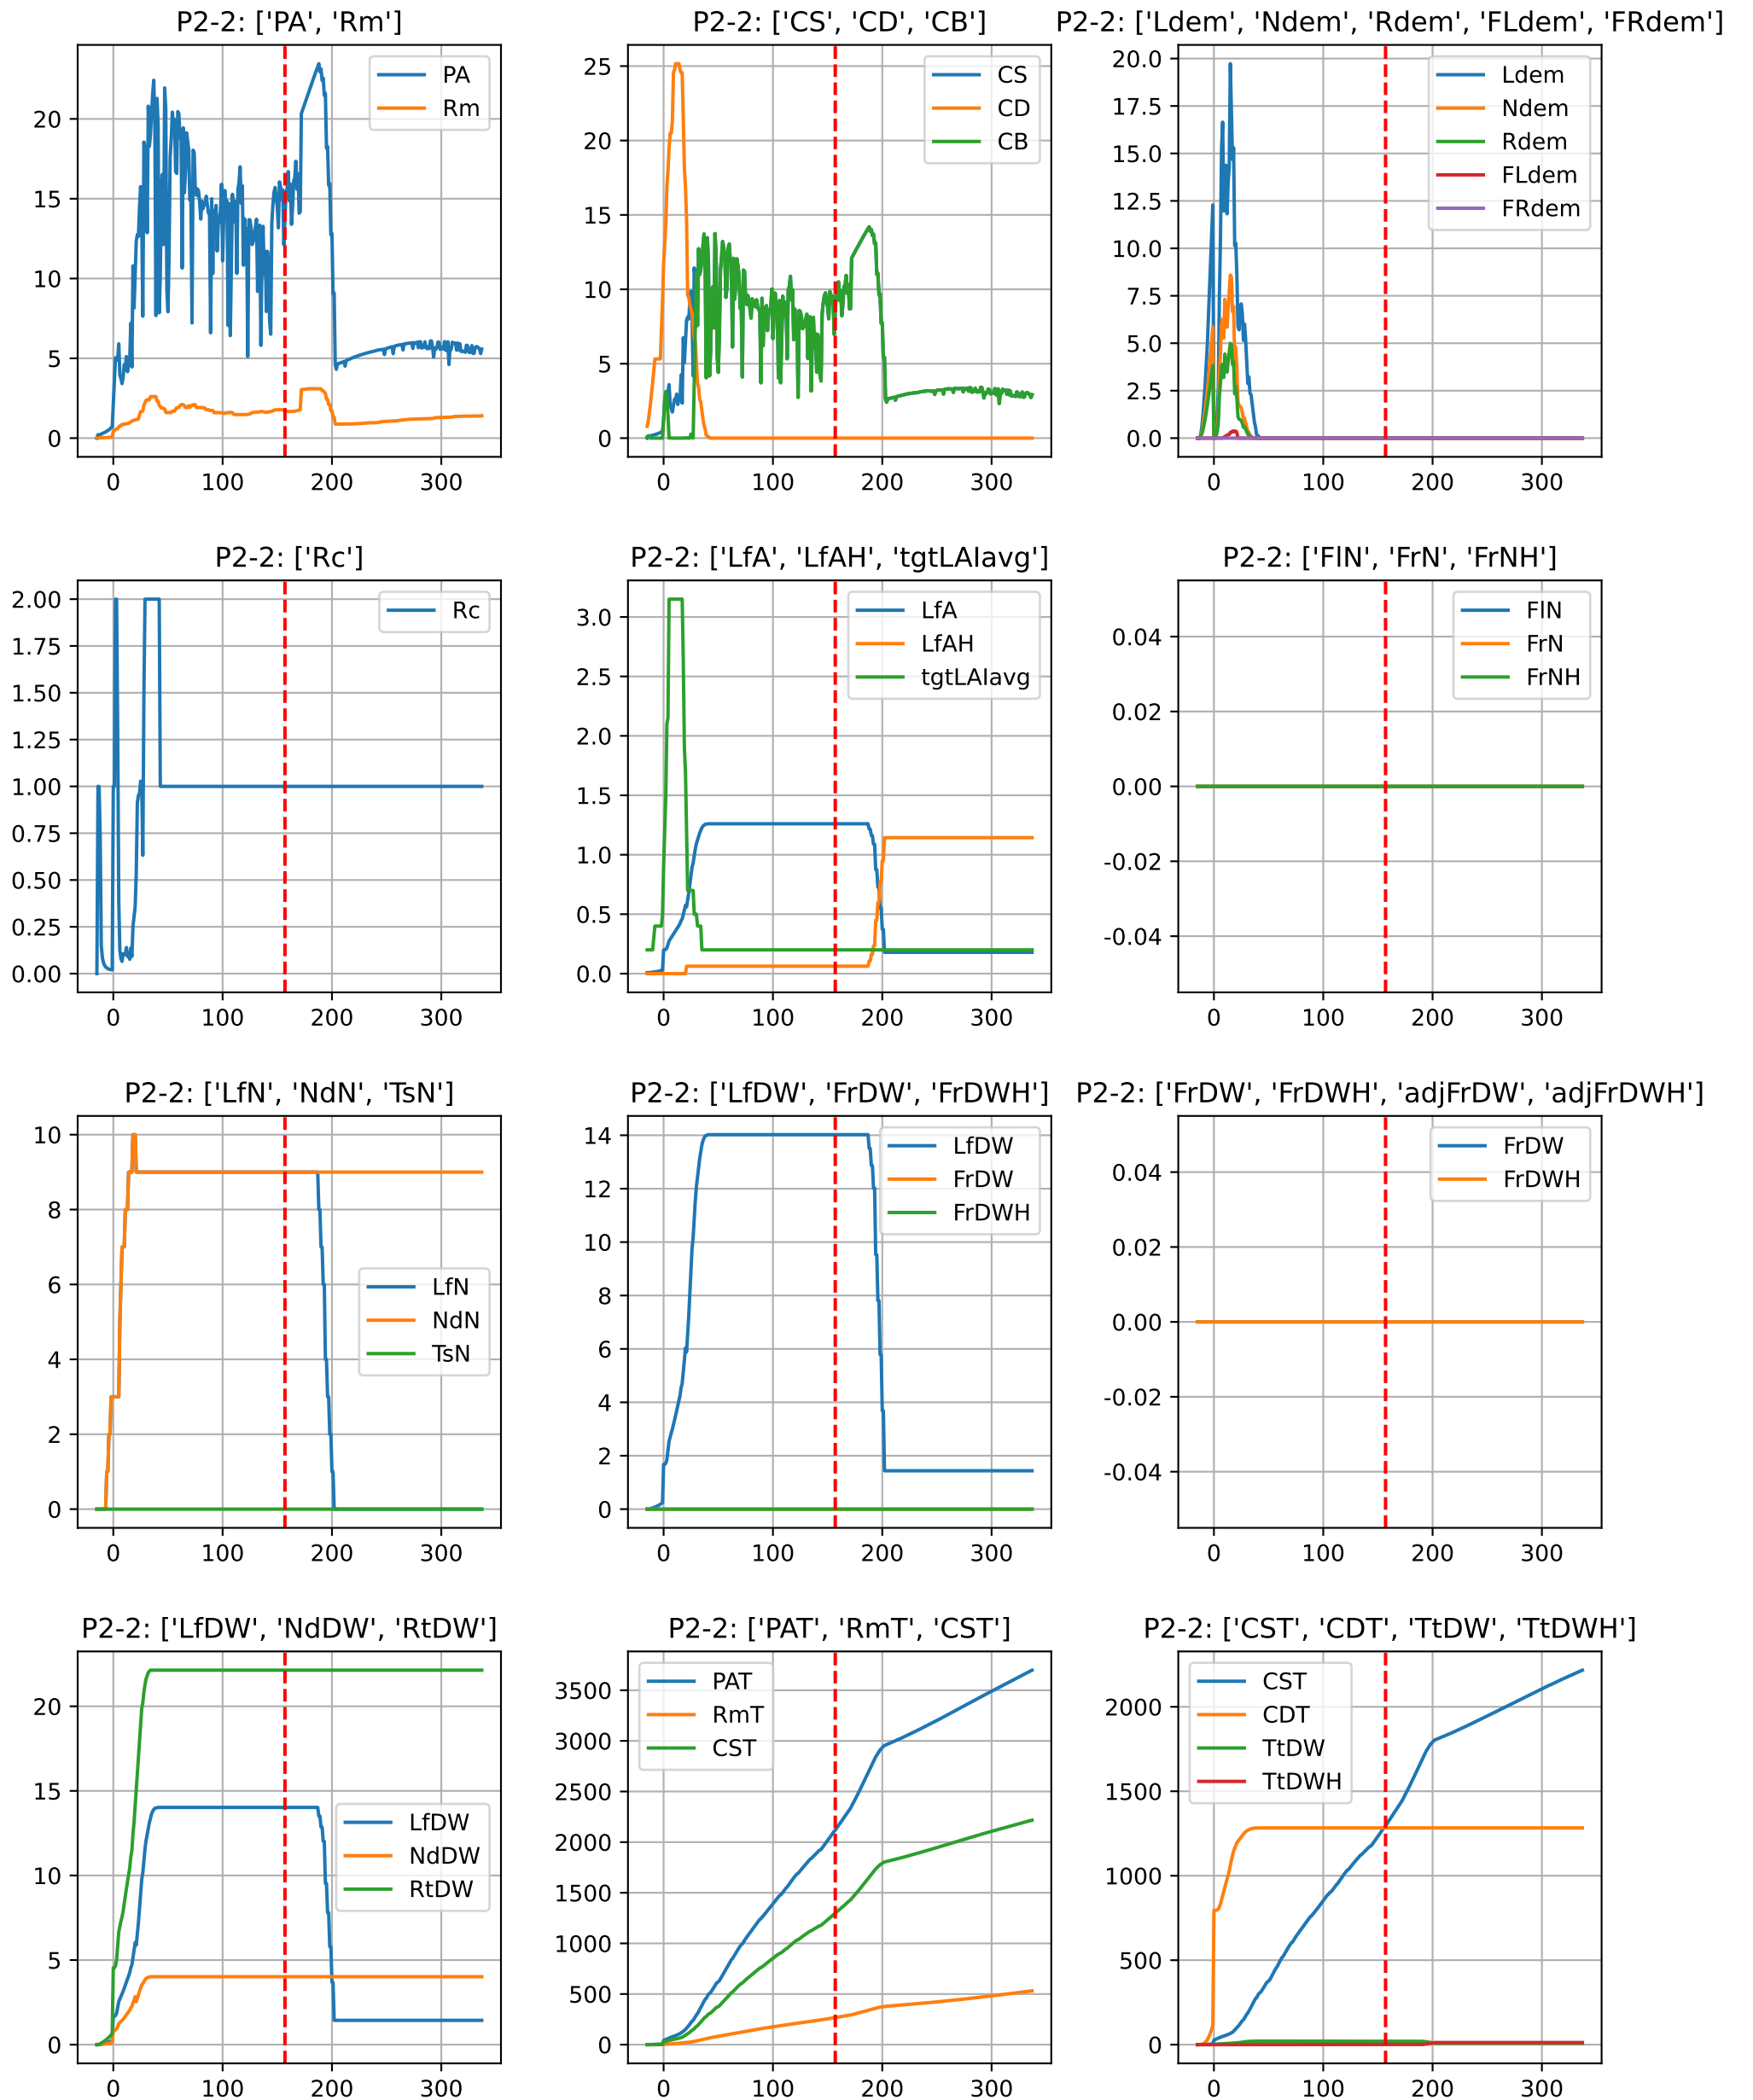 P2-2: ['PA', 'Rm']
20
15
10
5
0
0 100 200 300
PA
Rm
P2-2: ['CS', 'CD', 'CB']
25
20
15
10
5
0
0 100 200 300
CS
CD
CB
P2-2: ['Ldem', 'Ndem', 'Rdem', 'FLdem', 'FRdem']
20.0
17.5
15.0
12.5
10.0
7.5
5.0
2.5
0.0
0 100 200 300
Ldem
Ndem
Rdem
FLdem
FRdem
P2-2: ['Rc']
2.00
1.75
1.50
1.25
1.00
0.75
0.50
0.25
0.00
0 100 200 300
Rc
P2-2: ['LfA', 'LfAH', 'tgtLAIavg']
3.0
2.5
2.0
1.5
1.0
0.5
0.0
0 100 200 300
LfA
LfAH
tgtLAIavg
P2-2: ['FlN', 'FrN', 'FrNH']
0.04
0.02
0.00
-0.02
-0.04
0 100 200 300
FlN
FrN
FrNH
P2-2: ['LfN', 'NdN', 'TsN']
10
8
6
4
2
0
0 100 200 300
LfN
NdN
TsN
P2-2: ['LfDW', 'FrDW', 'FrDWH']
14
12
10
8
6
4
2
0
0 100 200 300
LfDW
FrDW
FrDWH
P2-2: ['FrDW', 'FrDWH', 'adjFrDW', 'adjFrDWH']
0.04
0.02
0.00
-0.02
-0.04
0 100 200 300
FrDW
FrDWH
P2-2: ['LfDW', 'NdDW', 'RtDW']
20
15
10
5
0
0 100 200 300
LfDW
NdDW
RtDW
P2-2: ['PAT', 'RmT', 'CST']
3500
3000
2500
2000
1500
1000
500
0
0 100 200 300
PAT
RmT
CST
P2-2: ['CST', 'CDT', 'TtDW', 'TtDWH']
2000
1500
1000
500
0
0 100 200 300
CST
CDT
TtDW
TtDWH